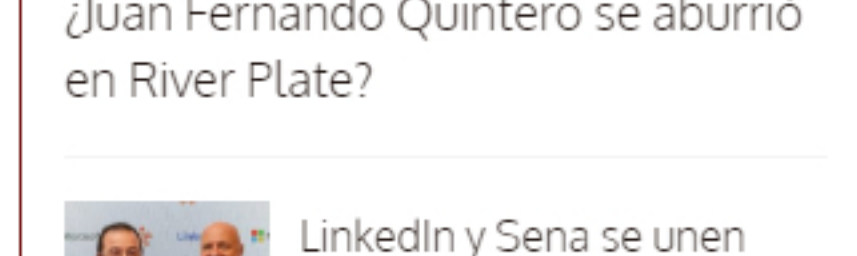 ¿Juan Fernando Quintero se aburrió
en River Plate?
LinkedIn y Sena se unen